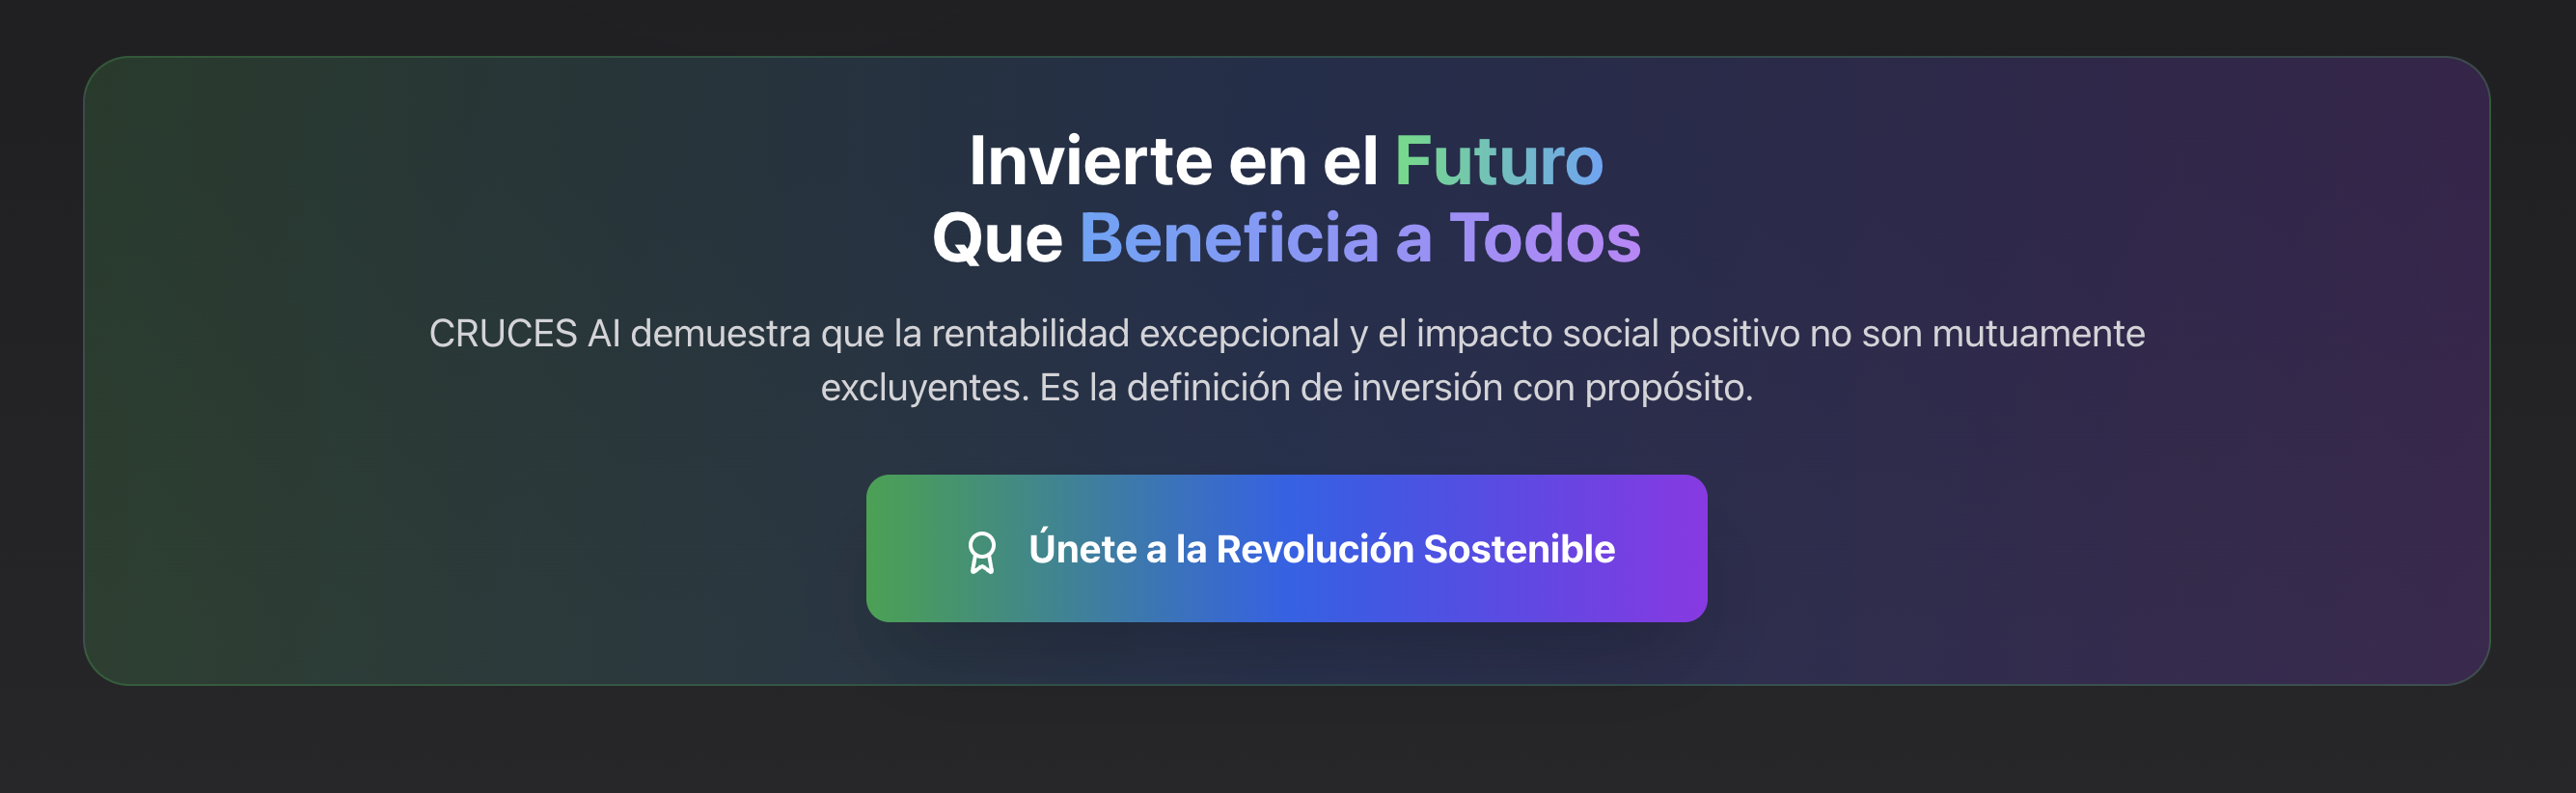 Invierte en el Futuro
Que Beneficia a Todos
CRUCES AI demuestra que la rentabilidad excepcional y el impacto social positivo no son mutuamente
excluyentes. Es la definición de inversión con propósito.
Únete a la Revolución Sostenible